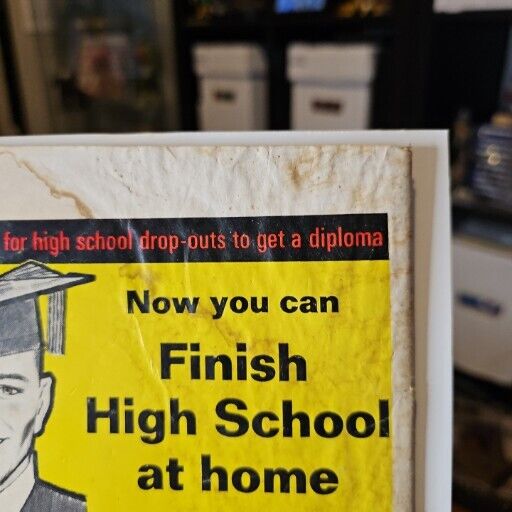 for high school drop-outs to get a diploma
Now you can
Finish
High School
at home